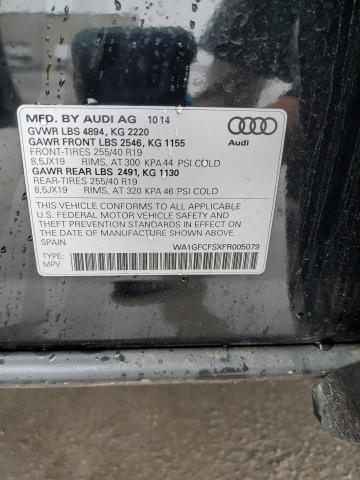 MFD. BY AUDI AG 10 14
GVWR LBS 4894, KG 2220
GAWR FRONT LBS 2546, KG 1155
FRONT-TIRES 255/40 R19
8,5JX19 RIMS, AT 300 KPA 44 PSI COLD
GAWR REAR LBS 2491, KG 1130
REAR-TIRES 255/40 R19
8,5JX19 RIMS, AT 320 KPA 46 PSI COLD
Audi
THIS VEHICLE CONFORMS TO ALL APPLICABLE
U.S. FEDERAL MOTOR VEHICLE SAFETY AND
THEFT PREVENTION STANDARDS IN EFFECT ON
THE DATE OF MANUFACTURE SHOWN ABOVE.
SPAIN
WA1GFCFSXFR005079
TYPE:
MPV